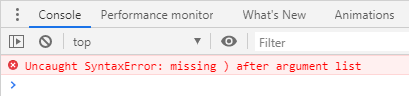 Console Performance monitor What's New Animations
top Filter
Uncaught SyntaxError: missing ) after argument list